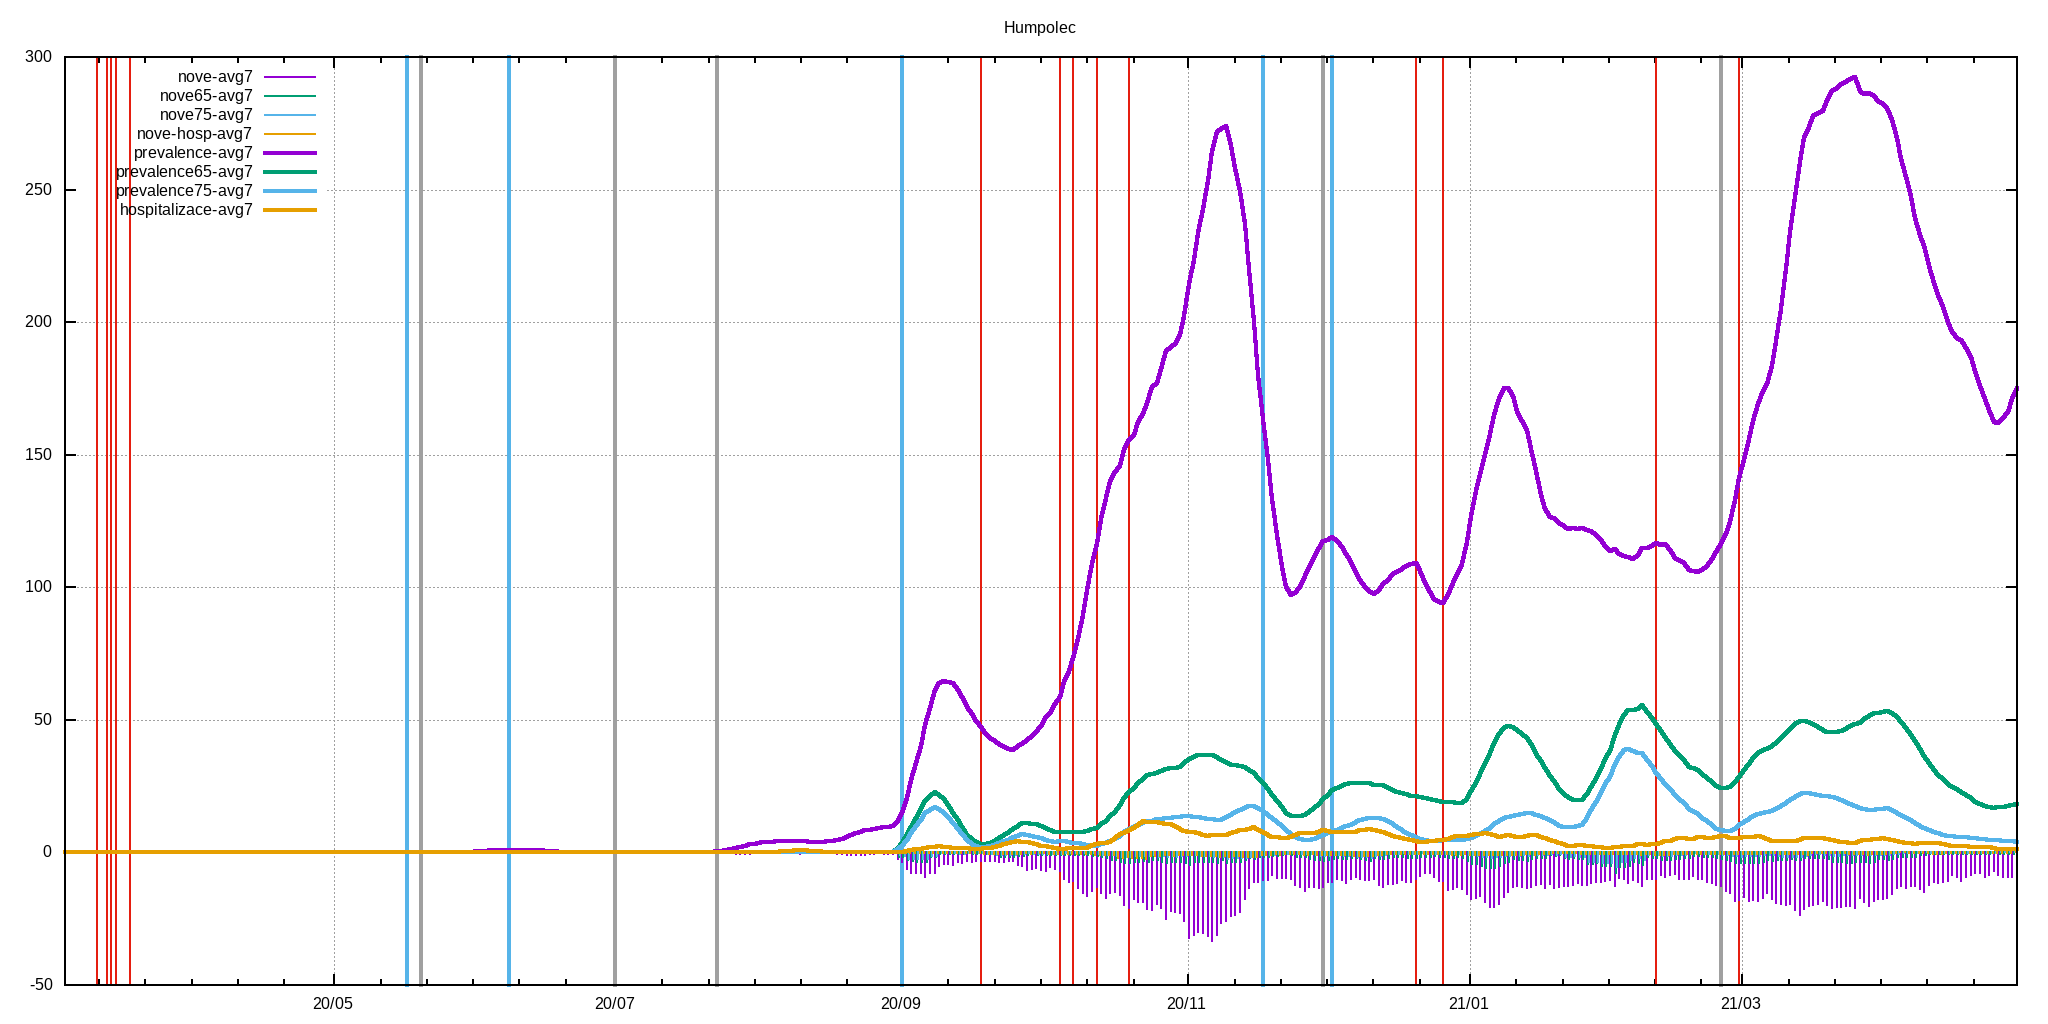 Humpolec
300
250
200
150
100
50
0
-50
nove-avg7
nove65-avg7
nove75-avg7
nove-hosp-avg7
prevalence-avg7
prevalence65-avg7
prevalence75-avg7
hospitalizace-avg7
20/05
20/07
20/09
20/11
21/01
21/03